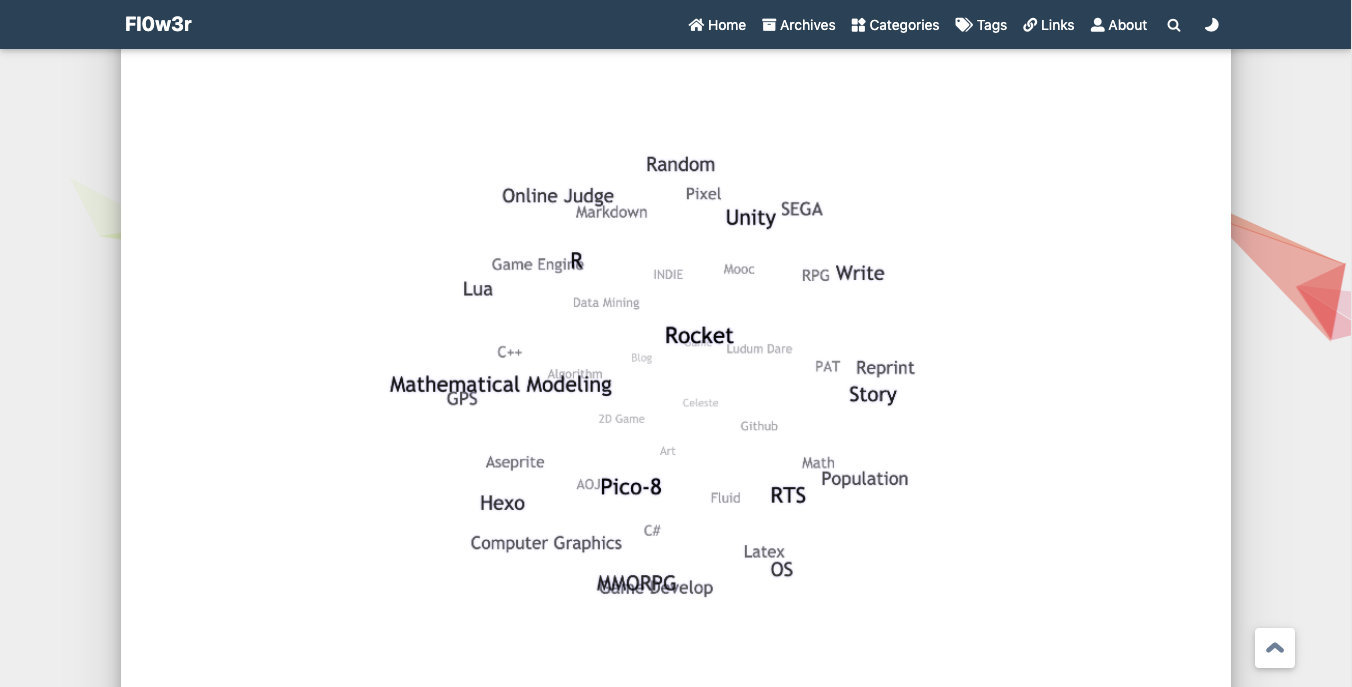 Fl0w3r
Home Archives Categories Tags Links About
Random
Online Judge
Pixel
Markdown
SEGA
Unity
R
Game Engine
INDIE
Mooc
RPG
Write
Lua
Data Mining
Rocket
Game
Ludum Dare
C++
Blog
PAT
Reprint
Algorithm
Mathematical Modeling
GPS
Story
Celeste
2D Game
Github
Art
Aseprite
Math
Population
AOJ
Pico-8
Fluid
RTS
Hexo
C#
Computer Graphics
Latex
OS
MMORPG
Game Develop